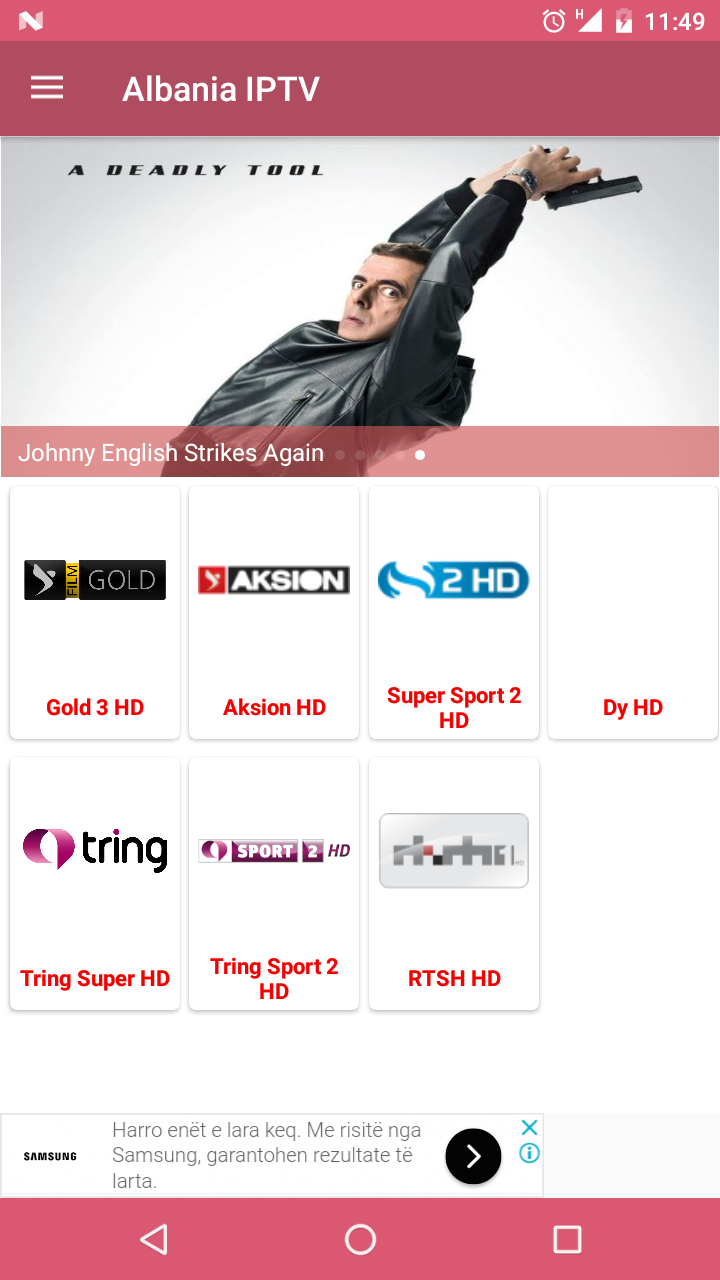 H 11:49
Albania IPTV
A DEADLY TOOL
Johnny English Strikes Again
FILM GOLD
AKSION
2 HD
Gold 3 HD
Aksion HD
Super Sport 2
HD
Dy HD
tring
SPORT 2 HD
rtsh 1 HD
Tring Super HD
Tring Sport 2
HD
RTSH HD
SAMSUNG
Harro enët e lara keq. Me risitë nga
Samsung, garantohen rezultate të
larta.